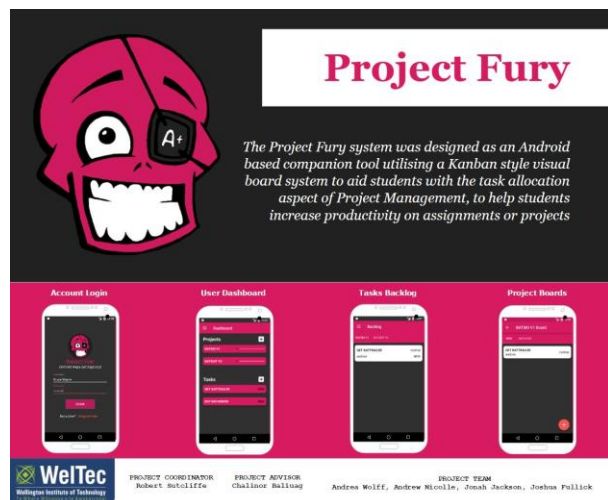 Project Fury
A+
The Project Fury system was designed as an Android
based companion tool utilising a Kanban style visual
board system to aid students with the task allocation
aspect of Project Management, to help students
increase productivity on assignments or projects
Account Login
User Dashboard
Tasks Backlog
Project Boards
Dashboard
Projects
Tasks
Backlog
WelTec
Wellington Institute of Technology
PROJECT COORDINATOR
Robert Sutcliffe
PROJECT ADVISOR
Chalinor Baliuag
PROJECT TEAM
Andrea Wolff, Andrew Nicolle, Jonah Jackson, Joshua Fullick